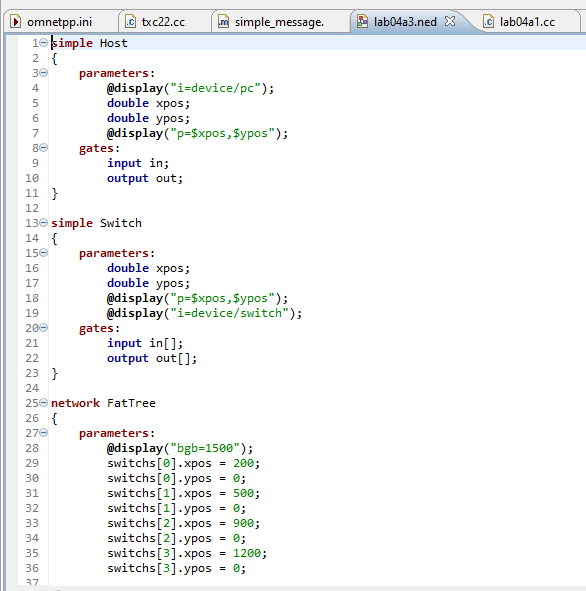 omnetpp.ini txc22.cc simple_message. lab04a3.ned lab04a1.cc
1 simple Host
2 {
3     parameters:
4         @display("i=device/pc");
5         double xpos;
6         double ypos;
7         @display("p=$xpos,$ypos");
8     gates:
9         input in;
10         output out;
11 }
12
13 simple Switch
14 {
15     parameters:
16         double xpos;
17         double ypos;
18         @display("p=$xpos,$ypos");
19         @display("i=device/switch");
20     gates:
21         input in[];
22         output out[];
23 }
24
25 network FatTree
26 {
27     parameters:
28         @display("bgb=1500");
29         switchs[0].xpos = 200;
30         switchs[0].ypos = 0;
31         switchs[1].xpos = 500;
32         switchs[1].ypos = 0;
33         switchs[2].xpos = 900;
34         switchs[2].ypos = 0;
35         switchs[3].xpos = 1200;
36         switchs[3].ypos = 0;
37